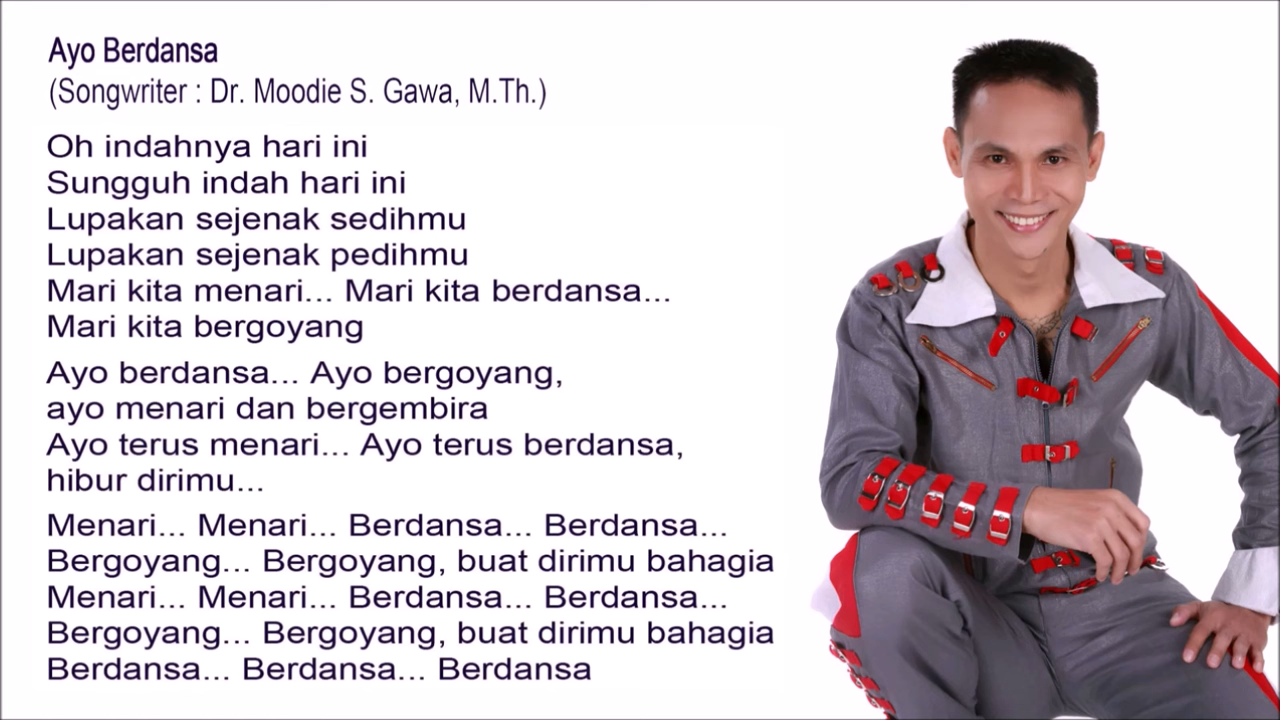 Ayo Berdansa
(Songwriter : Dr. Moodie S. Gawa, M.Th.)
Oh indahnya hari ini
Sungguh indah hari ini
Lupakan sejenak sedihmu
Lupakan sejenak pedihmu
Mari kita menari... Mari kita berdansa...
Mari kita bergoyang
Ayo berdansa... Ayo bergoyang,
ayo menari dan bergembira
Ayo terus menari... Ayo terus berdansa,
hibur dirimu...
Menari... Menari... Berdansa... Berdansa...
Bergoyang... Bergoyang, buat dirimu bahagia
Menari... Menari... Berdansa... Berdansa...
Bergoyang... Bergoyang, buat dirimu bahagia
Berdansa... Berdansa... Berdansa